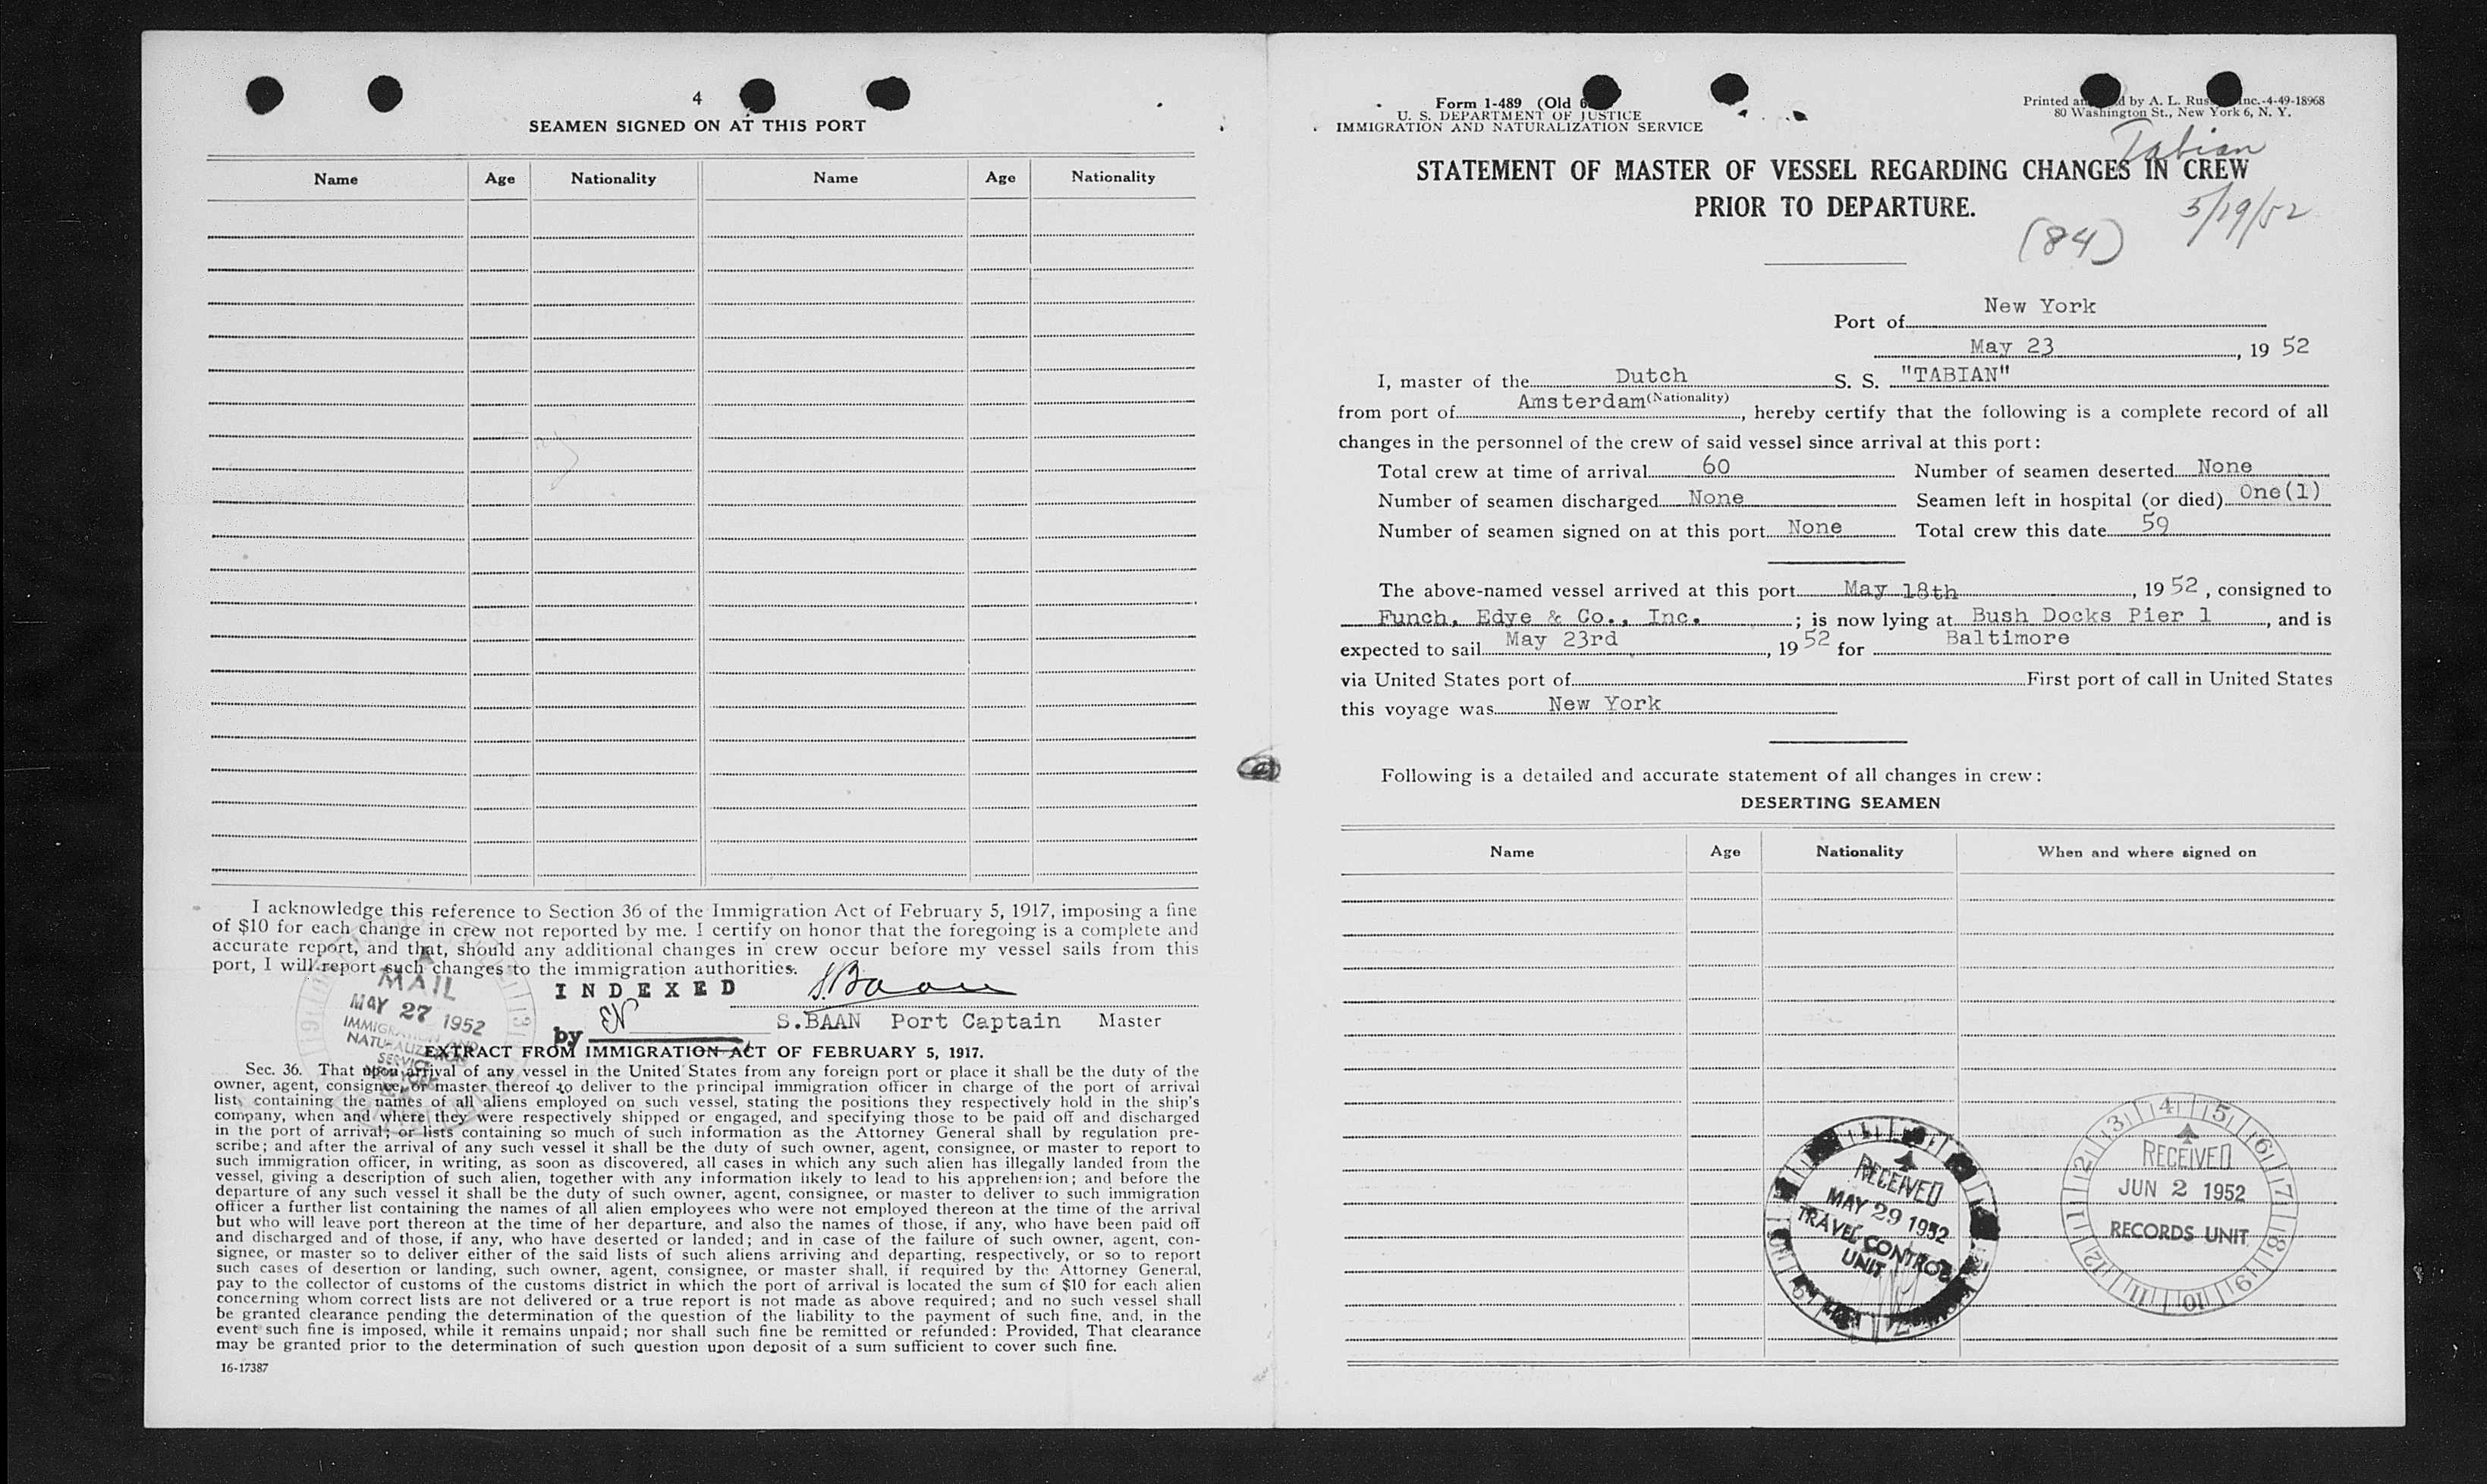 4
SEAMEN SIGNED ON AT THIS PORT
Name Age Nationality Name Age Nationality
I acknowledge this reference to Section 36 of the Immigration Act of February 5, 1917, imposing a fine
of $10 for each change in crew not reported by me. I certify on honor that the foregoing is a complete and
accurate report, and that, should any additional changes in crew occur before my vessel sails from this
port, I will report such changes to the immigration authorities.
MAIL
MAY 27 1952
IMMIGRATION AND
NATURALIZATION
SERVICE
INDEXED
by EN
S. Baan
S.BAAN Port Captain Master
EXTRACT FROM IMMIGRATION ACT OF FEBRUARY 5, 1917.
Sec. 36. That upon arrival of any vessel in the United States from any foreign port or place it shall be the duty of the
owner, agent, consignee, or master thereof to deliver to the principal immigration officer in charge of the port of arrival
list, containing the names of all aliens employed on such vessel, stating the positions they respectively hold in the ship's
company, when and where they were respectively shipped or engaged, and specifying those to be paid off and discharged
in the port of arrival; or lists containing so much of such information as the Attorney General shall by regulation pre-
scribe; and after the arrival of any such vessel it shall be the duty of such owner, agent, consignee, or master to report to
such immigration officer, in writing, as soon as discovered, all cases in which any such alien has illegally landed from the
vessel, giving a description of such alien, together with any information likely to lead to his apprehension; and before the
departure of any such vessel it shall be the duty of such owner, agent, consignee, or master to deliver to such immigration
officer a further list containing the names of all alien employees who were not employed thereon at the time of the arrival
but who will leave port thereon at the time of her departure, and also the names of those, if any, who have been paid off
and discharged and of those, if any, who have deserted or landed; and in case of the failure of such owner, agent, con-
signee, or master so to deliver either of the said lists of such aliens arriving and departing, respectively, or so to report
such cases of desertion or landing, such owner, agent, consignee, or master shall, if required by the Attorney General,
pay to the collector of customs of the customs district in which the port of arrival is located the sum of $10 for each alien
concerning whom correct lists are not delivered or a true report is not made as above required; and no such vessel shall
be granted clearance pending the determination of the question of the liability to the payment of such fine, and, in the
event such fine is imposed, while it remains unpaid; nor shall such fine be remitted or refunded: Provided, That clearance
may be granted prior to the determination of such question upon deposit of a sum sufficient to cover such fine.
16-17387
Form 1-489 (Old
U. S. DEPARTMENT OF JUSTICE
IMMIGRATION AND NATURALIZATION SERVICE
Printed by A. L. Inc.-4-49-18968
80 Washington St., New York 6, N. Y.
Tabian
STATEMENT OF MASTER OF VESSEL REGARDING CHANGES IN CREW
PRIOR TO DEPARTURE.
5/19/52
(84)
Port of New York
May 23, 19 52
I, master of the Dutch S. S. "TABIAN"
(Nationality)
from port of Amsterdam, hereby certify that the following is a complete record of all
changes in the personnel of the crew of said vessel since arrival at this port:
Total crew at time of arrival 60 Number of seamen deserted None
Number of seamen discharged None Seamen left in hospital (or died) One(1)
Number of seamen signed on at this port None Total crew this date 59
The above-named vessel arrived at this port May 18th, 19 52, consigned to
Funch, Edye & Co., Inc.; is now lying at Bush Docks Pier 1, and is
expected to sail May 23rd, 19 52 for Baltimore
via United States port of First port of call in United States
this voyage was New York
Following is a detailed and accurate statement of all changes in crew:
DESERTING SEAMEN
Name Age Nationality When and where signed on
RECEIVED
MAY 29 1952
TRAVEL CONTROL
UNIT
RECEIVED
JUN 2 1952
RECORDS UNIT
1 2 3 4 5 6 7 8 9 10 11 12